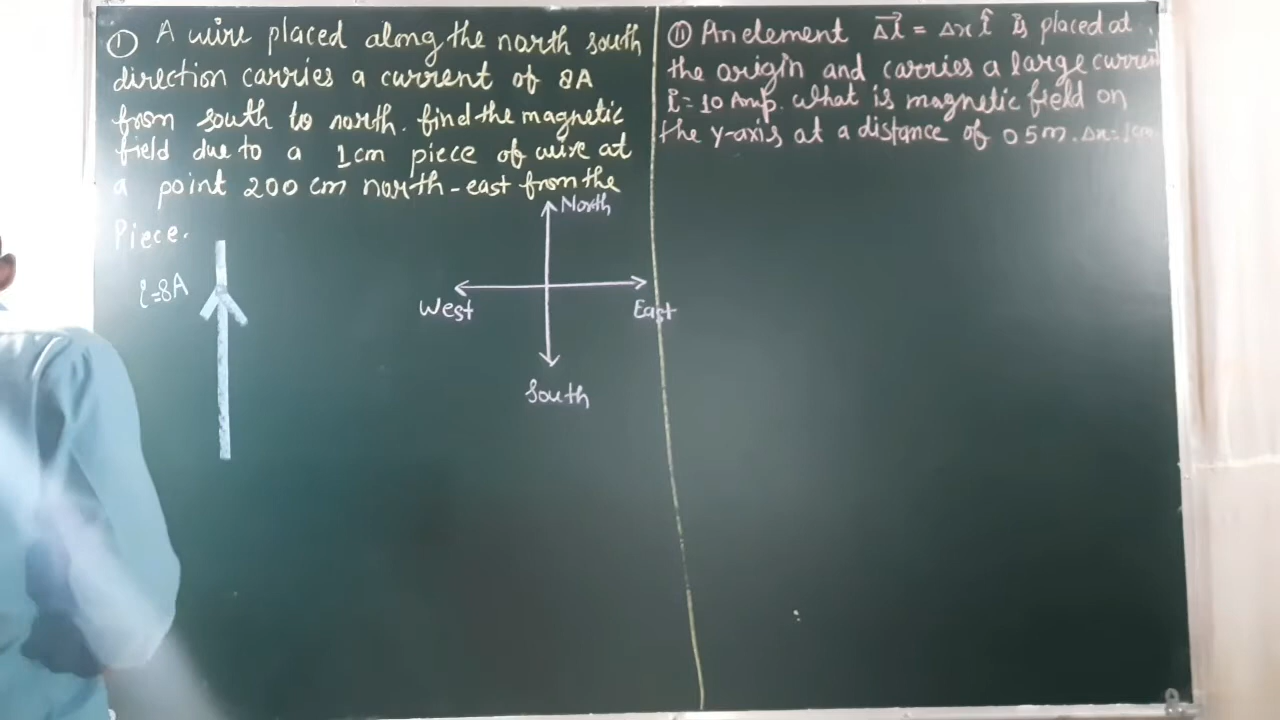 ① A wire placed along the north south
direction carries a current of 8A
from south to north. find the magnetic
field due to a 1cm piece of wire at
a point 200 cm north-east from the
Piece.
i=8A
North
West
East
South
② An element Δl⃗ = Δx î is placed at
the origin and carries a large current
i=10 Amp. What is magnetic field on
the y-axis at a distance of 0.5m. Δx=1cm